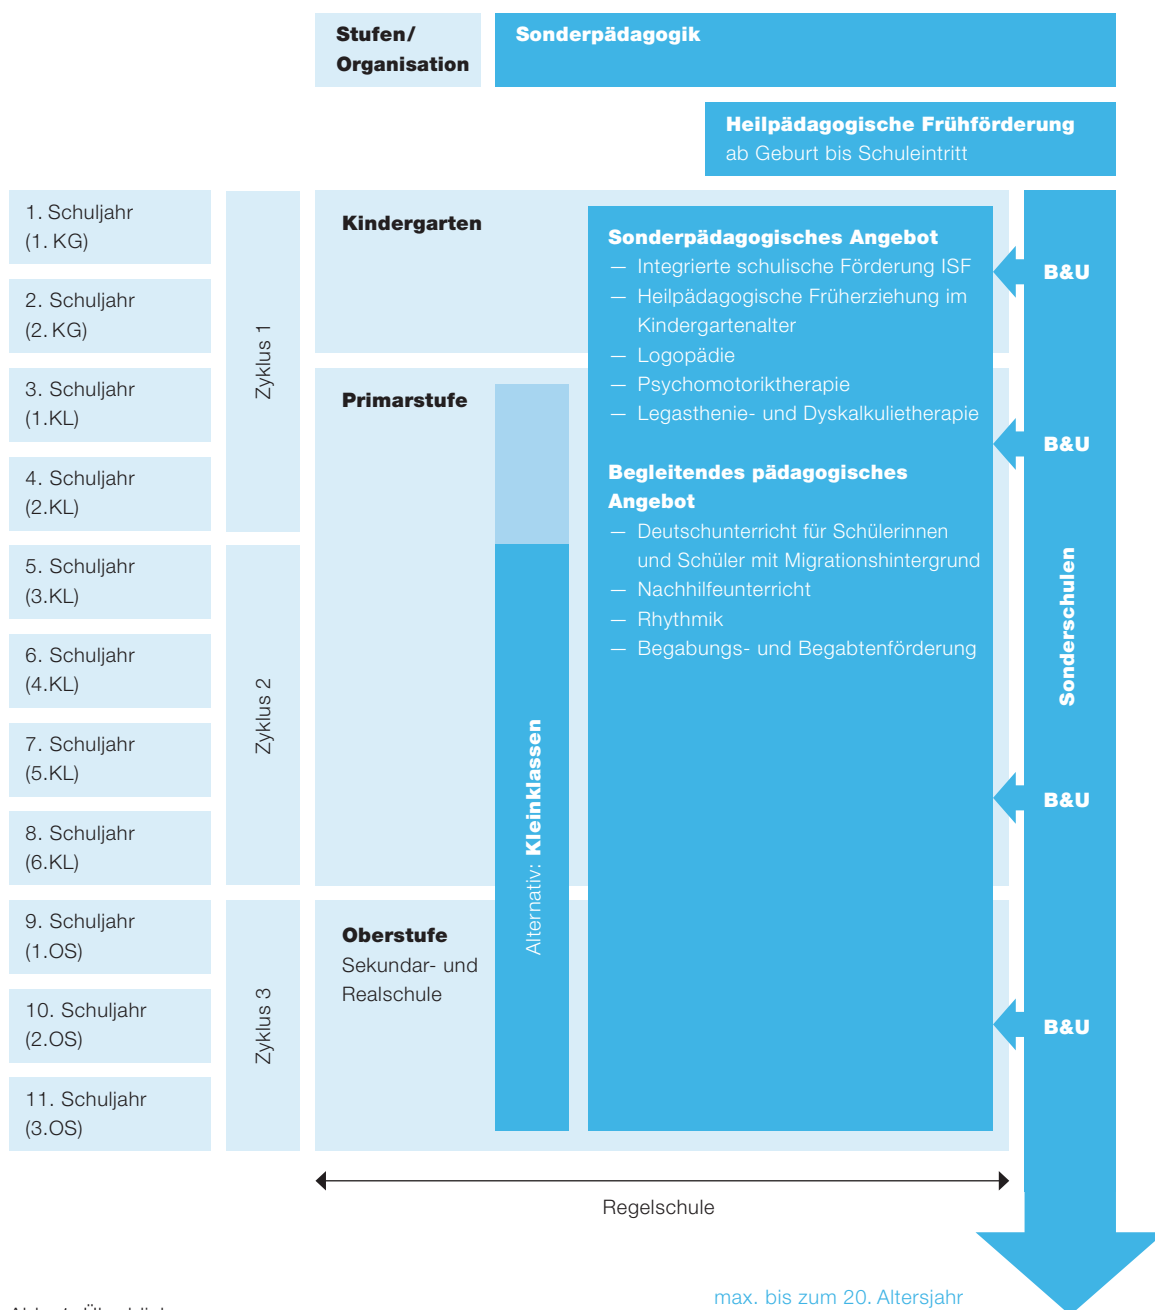 Stufen/
Organisation
Sonderpädagogik
Heilpädagogische Frühförderung
ab Geburt bis Schuleintritt
1. Schuljahr
(1. KG)
2. Schuljahr
(2. KG)
3. Schuljahr
(1.KL)
4. Schuljahr
(2.KL)
5. Schuljahr
(3.KL)
6. Schuljahr
(4.KL)
7. Schuljahr
(5.KL)
8. Schuljahr
(6.KL)
9. Schuljahr
(1.OS)
10. Schuljahr
(2.OS)
11. Schuljahr
(3.OS)
Zyklus 1
Zyklus 2
Zyklus 3
Kindergarten
Primarstufe
Oberstufe
Sekundar- und
Realschule
Alternativ: Kleinklassen
Sonderpädagogisches Angebot
— Integrierte schulische Förderung ISF
— Heilpädagogische Früherziehung im
Kindergartenalter
— Logopädie
— Psychomotoriktherapie
— Legasthenie- und Dyskalkulietherapie
Begleitendes pädagogisches
Angebot
— Deutschunterricht für Schülerinnen
und Schüler mit Migrationshintergrund
— Nachhilfeunterricht
— Rhythmik
— Begabungs- und Begabtenförderung
B&U
B&U
B&U
B&U
Sonderschulen
Regelschule
max. bis zum 20. Altersjahr